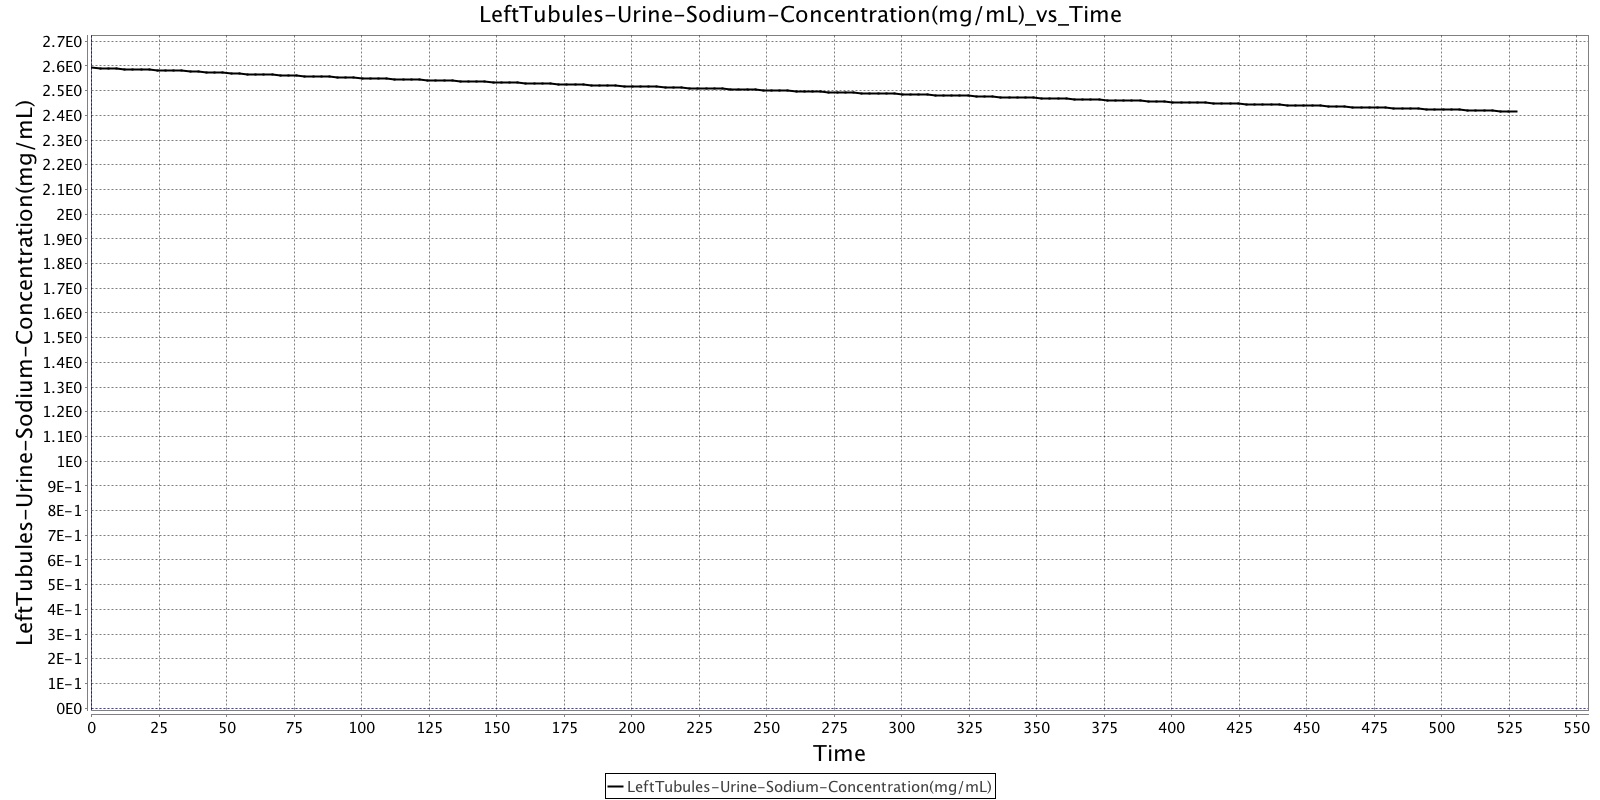 LeftTubules-Urine-Sodium-Concentration(mg/mL)_vs_Time
LeftTubules-Urine-Sodium-Concentration(mg/mL)
2.7E0
2.6E0
2.5E0
2.4E0
2.3E0
2.2E0
2.1E0
2E0
1.9E0
1.8E0
1.7E0
1.6E0
1.5E0
1.4E0
1.3E0
1.2E0
1.1E0
1E0
9E-1
8E-1
7E-1
6E-1
5E-1
4E-1
3E-1
2E-1
1E-1
0E0
0 25 50 75 100 125 150 175 200 225 250 275 300 325 350 375 400 425 450 475 500 525 550
Time
LeftTubules-Urine-Sodium-Concentration(mg/mL)